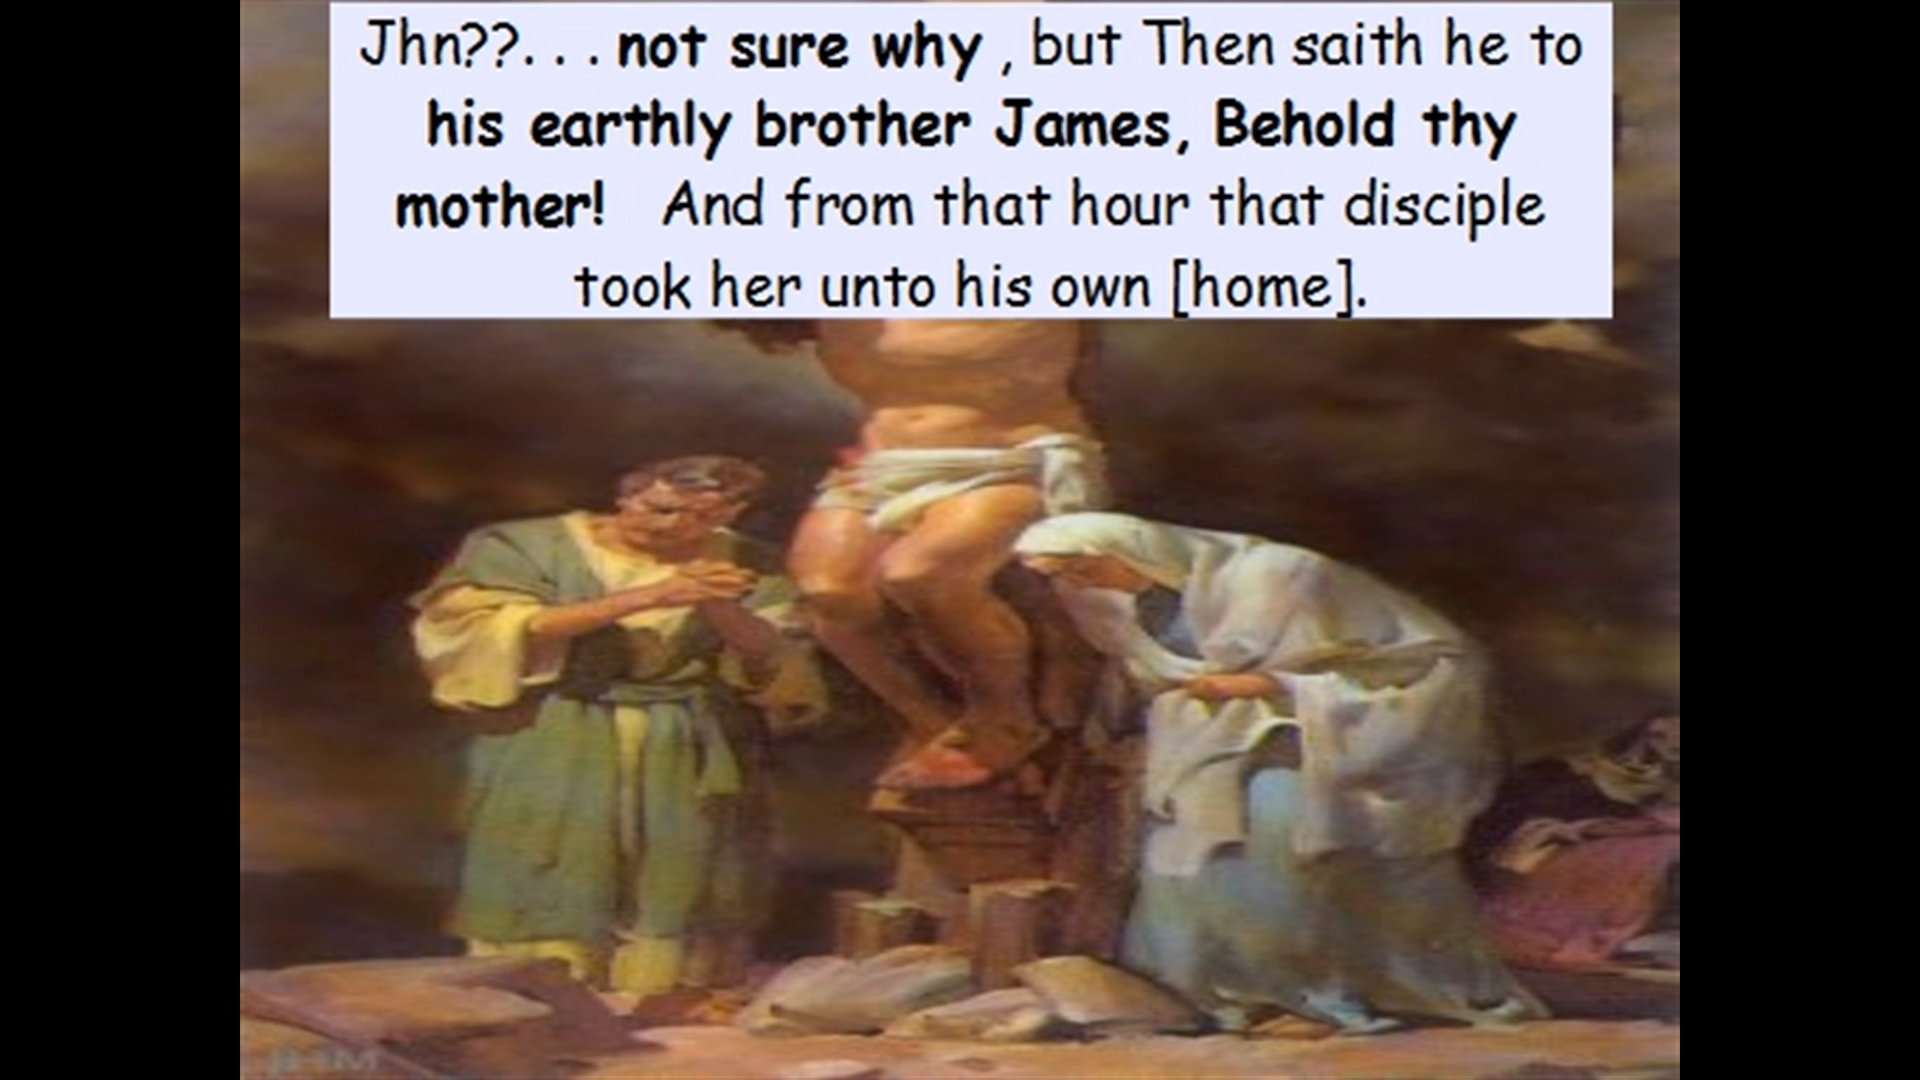 Jhn??. . . not sure why , but Then saith he to
his earthly brother James, Behold thy
mother! And from that hour that disciple
took her unto his own [home].